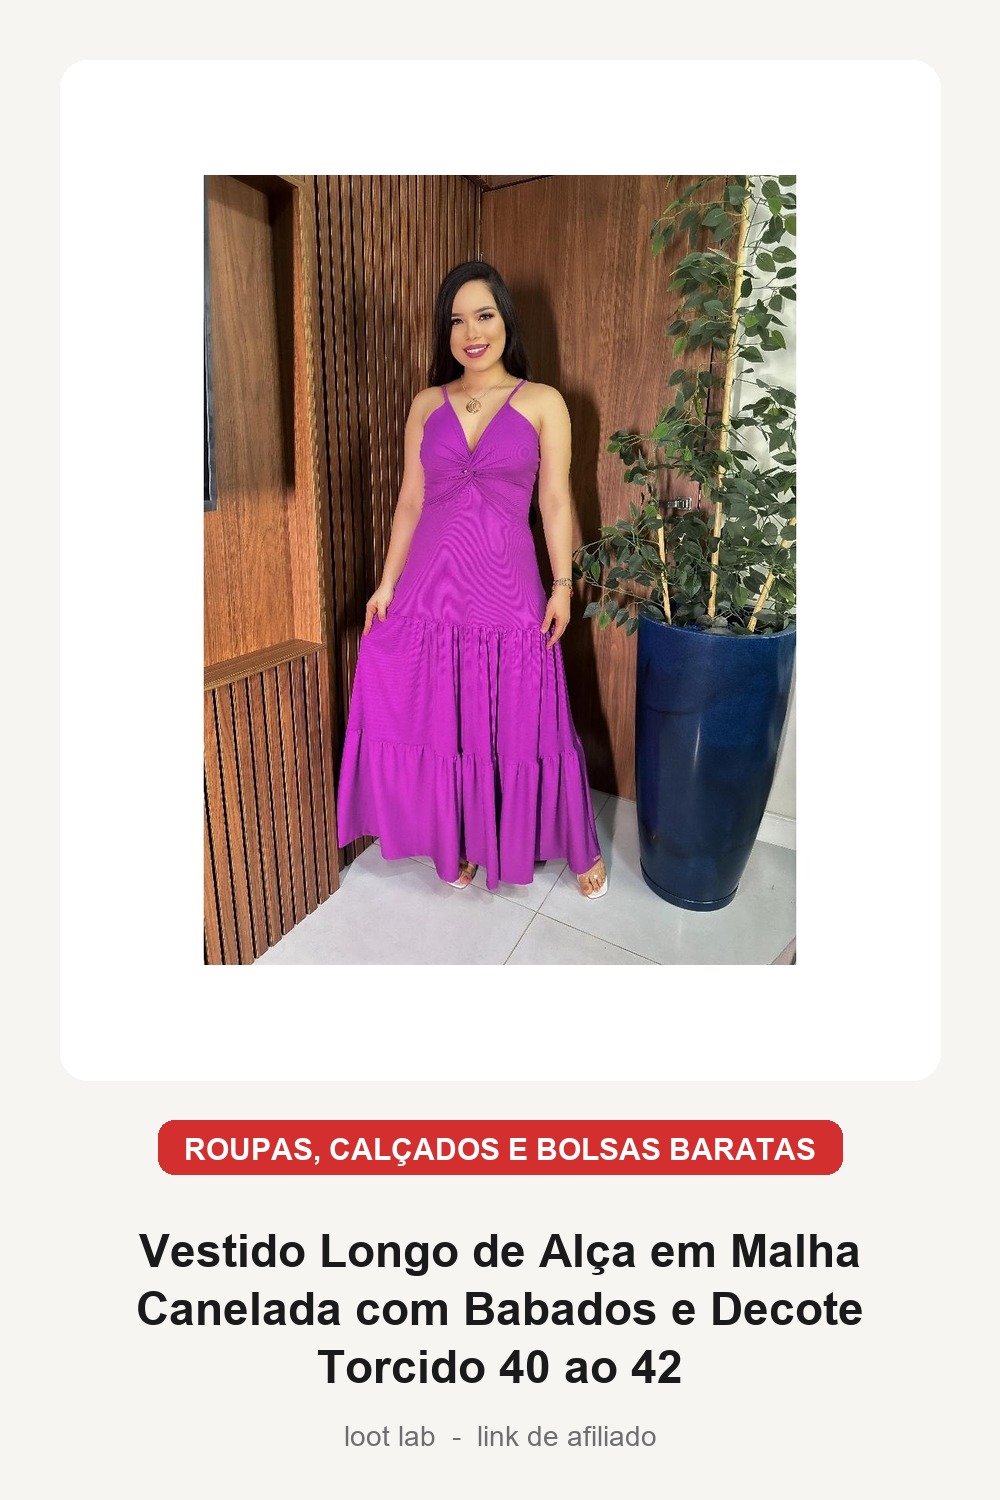 ROUPAS, CALÇADOS E BOLSAS BARATAS
Vestido Longo de Alça em Malha
Canelada com Babados e Decote
Torcido 40 ao 42
loot lab - link de afiliado